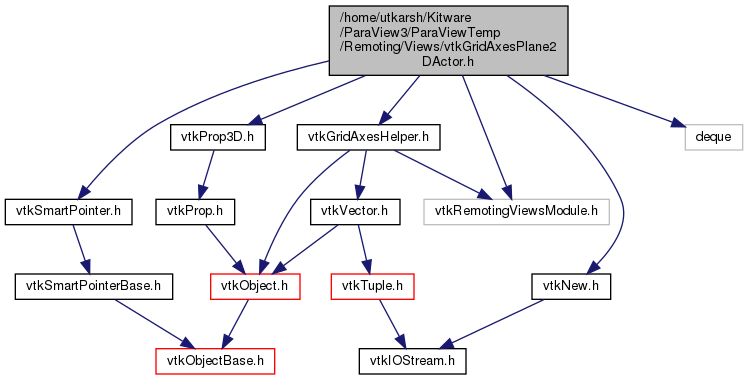 /home/utkarsh/Kitware
/ParaView3/ParaViewTemp
/Remoting/Views/vtkGridAxesPlane2
DActor.h
vtkProp3D.h
vtkGridAxesHelper.h
deque
vtkSmartPointer.h
vtkProp.h
vtkVector.h
vtkRemotingViewsModule.h
vtkSmartPointerBase.h
vtkObject.h
vtkTuple.h
vtkNew.h
vtkObjectBase.h
vtkIOStream.h